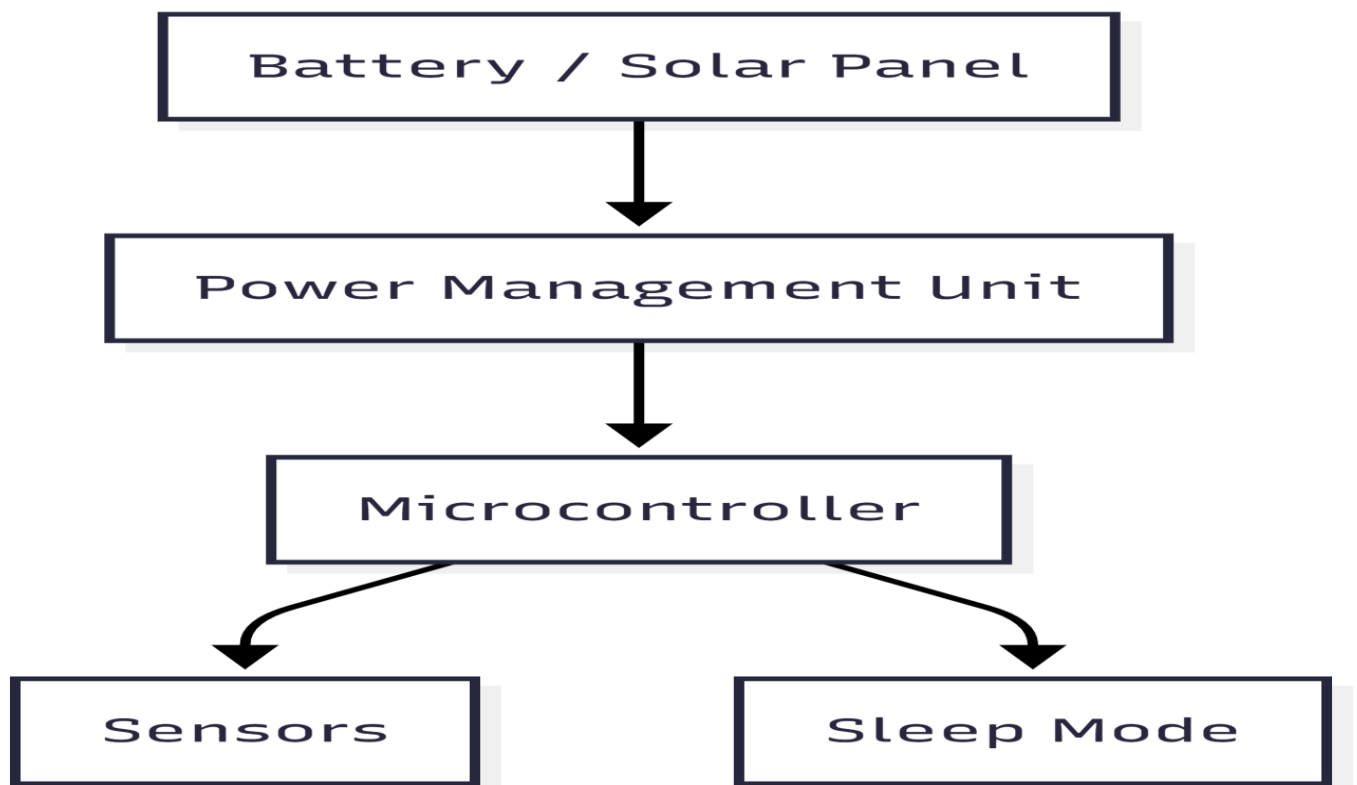 Battery / Solar Panel
Power Management Unit
Microcontroller
Sensors
Sleep Mode